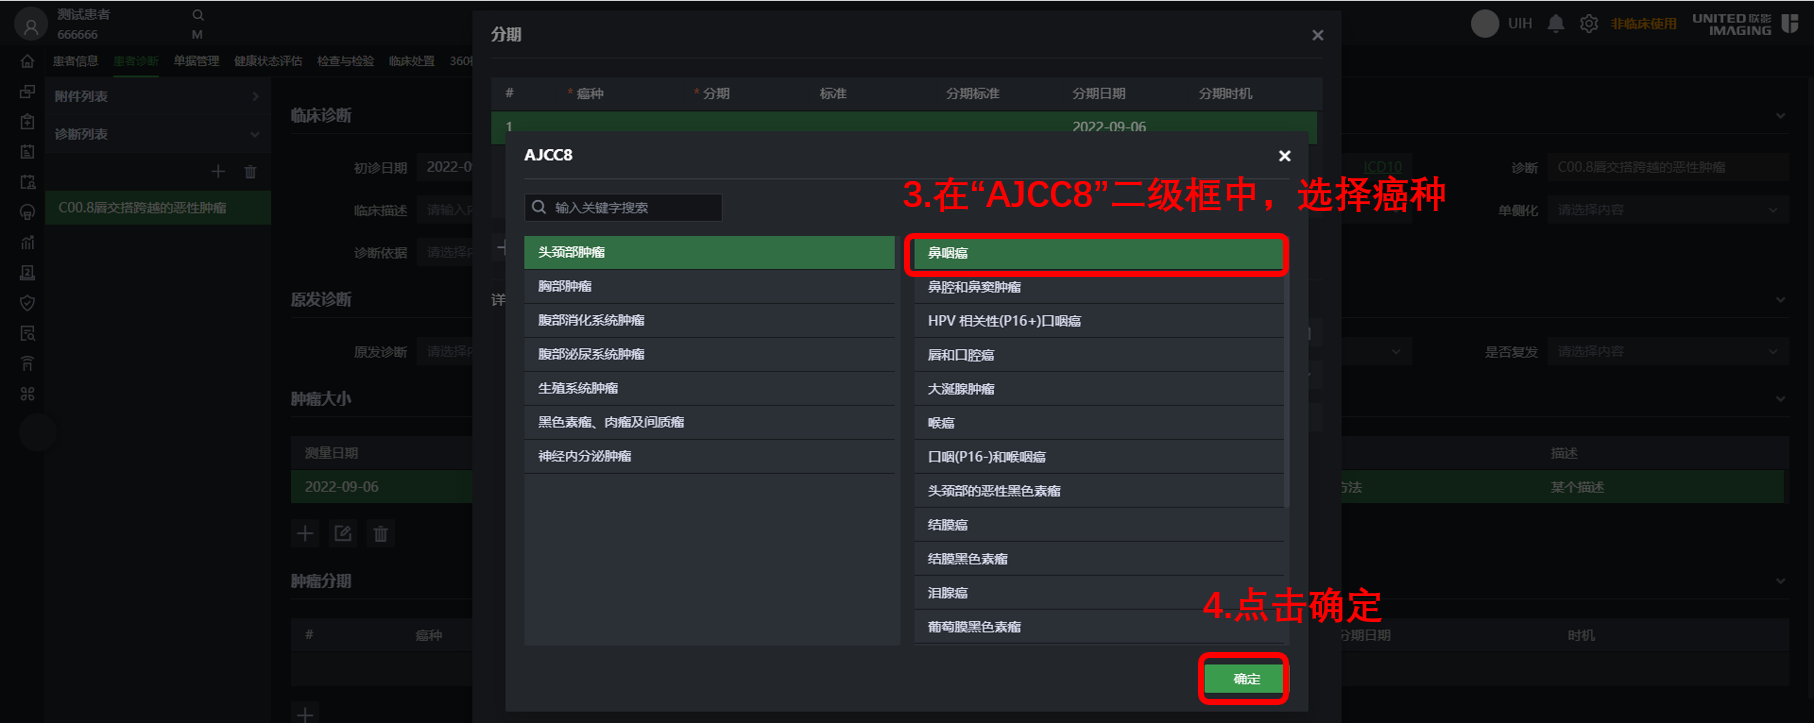 测试患者
666666
M
UIH
非临床使用
UNITED 联影
IMAGING
患者信息
患者诊断
单据管理
健康状态评估
检查与检验
临床处置
附件列表
诊断列表
C00.8唇交搭跨越的恶性肿瘤
临床诊断
初诊日期
临床描述
诊断依据
原发诊断
原发诊断
肿瘤大小
测量日期
2022-09-06
肿瘤分期
#
癌种
分期
#
* 癌种
* 分期
标准
分期标准
分期日期
分期时机
1
2022-09-06
AJCC8
输入关键字搜索
头颈部肿瘤
胸部肿瘤
腹部消化系统肿瘤
腹部泌尿系统肿瘤
生殖系统肿瘤
黑色素瘤、肉瘤及间质瘤
神经内分泌肿瘤
3.在“AJCC8”二级框中，选择癌种
鼻咽癌
鼻腔和鼻窦肿瘤
HPV 相关性(P16+)口咽癌
唇和口腔癌
大涎腺肿瘤
喉癌
口咽(P16-)和喉咽癌
头颈部的恶性黑色素瘤
结膜癌
结膜黑色素瘤
泪腺癌
葡萄膜黑色素瘤
4.点击确定
确定
ICD10
诊断
C00.8唇交搭跨越的恶性肿瘤
单侧化
请选择内容
是否复发
请选择内容
描述
方法
某个描述
分期日期
时机